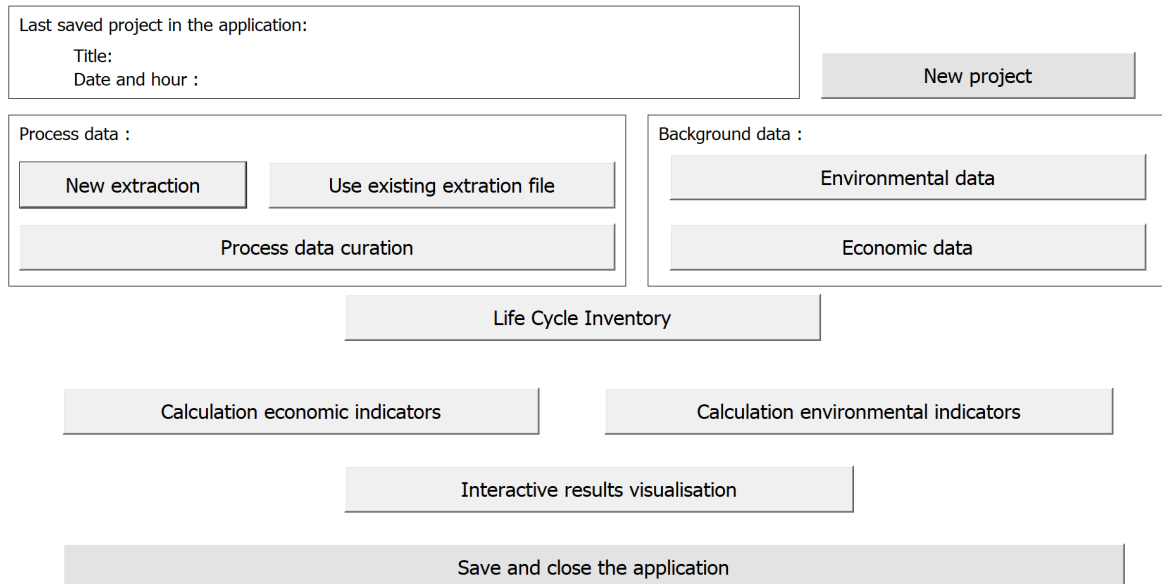 Last saved project in the application:
Title:
Date and hour :
New project
Process data :
New extraction
Use existing extration file
Process data curation
Background data :
Environmental data
Economic data
Life Cycle Inventory
Calculation economic indicators
Calculation environmental indicators
Interactive results visualisation
Save and close the application